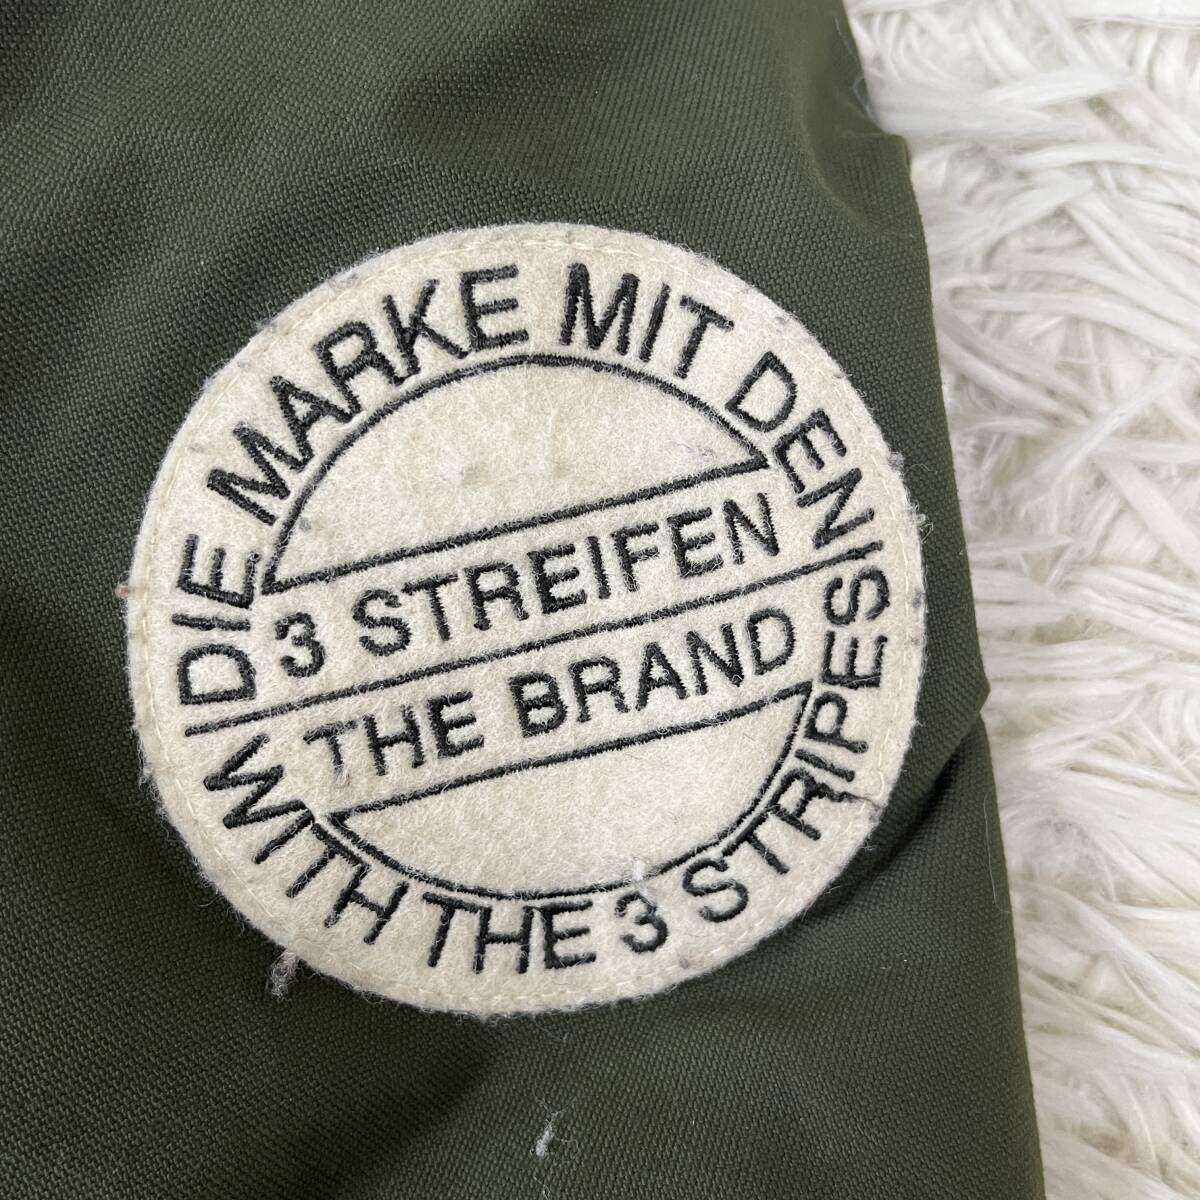 DIE MARKE MIT DEN
3 STREIFEN
THE BRAND
WITH THE 3 STRIPES